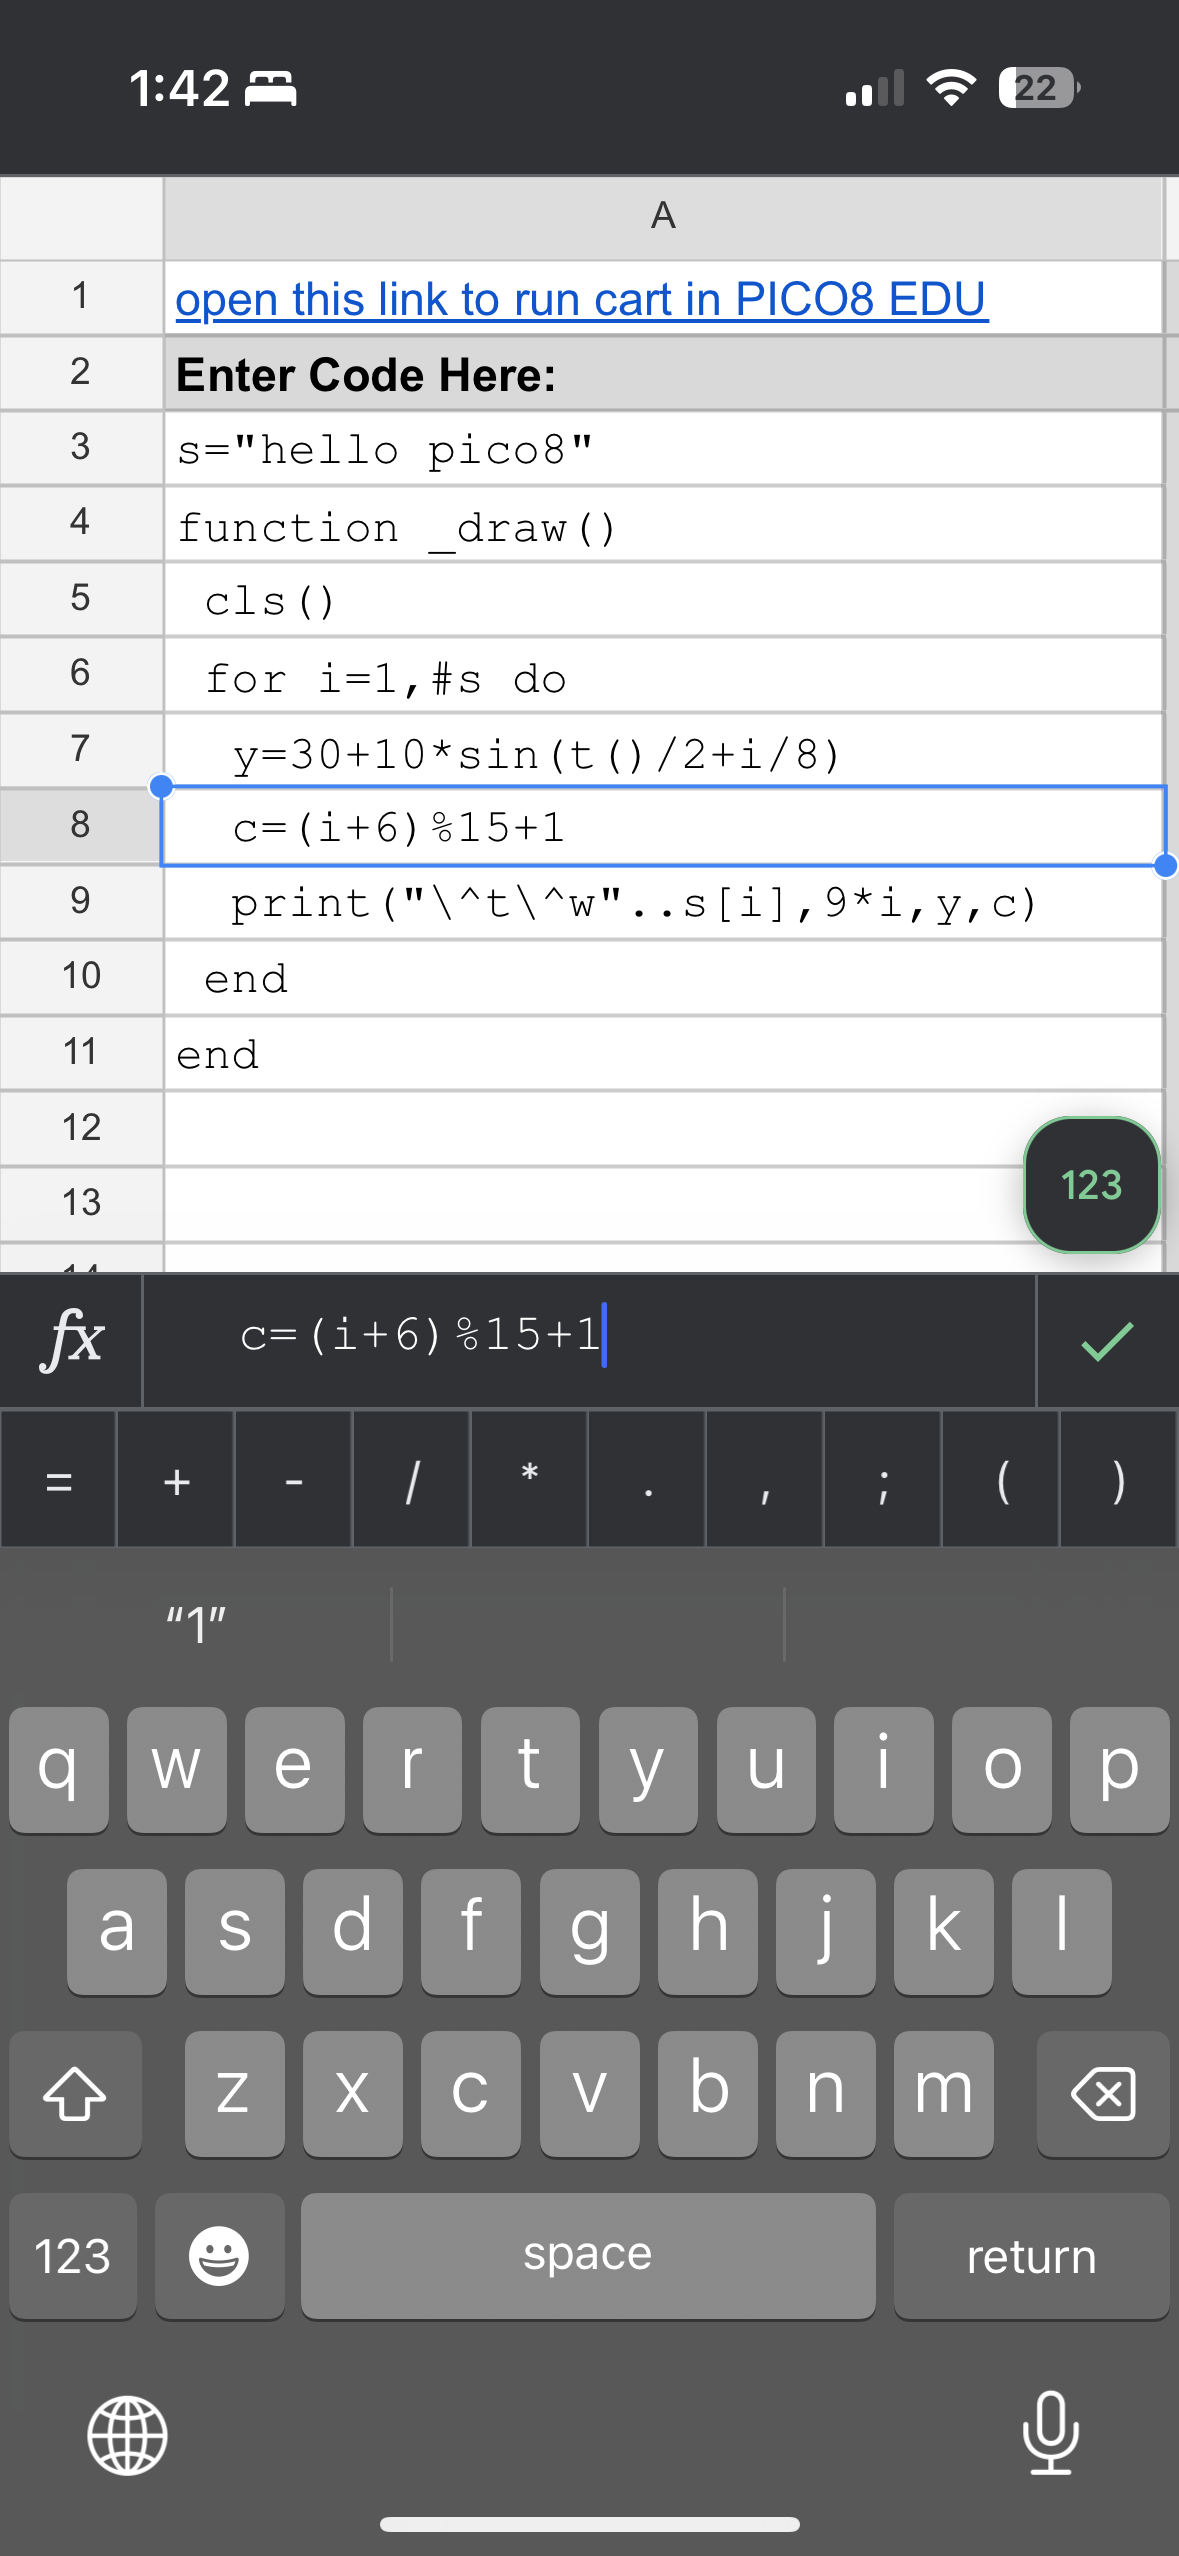 1:42
22
A
1 open this link to run cart in PICO8 EDU
2 Enter Code Here:
3 s="hello pico8"
4 function _draw()
5  cls()
6  for i=1,#s do
7   y=30+10*sin(t()/2+i/8)
8   c=(i+6)%15+1
9   print("\^t\^w"..s[i],9*i,y,c)
10  end
11 end
12
13
14
123
fx c=(i+6)%15+1
= + - / * . , ; ( )
“1”
q w e r t y u i o p
a s d f g h j k l
z x c v b n m
123 space return